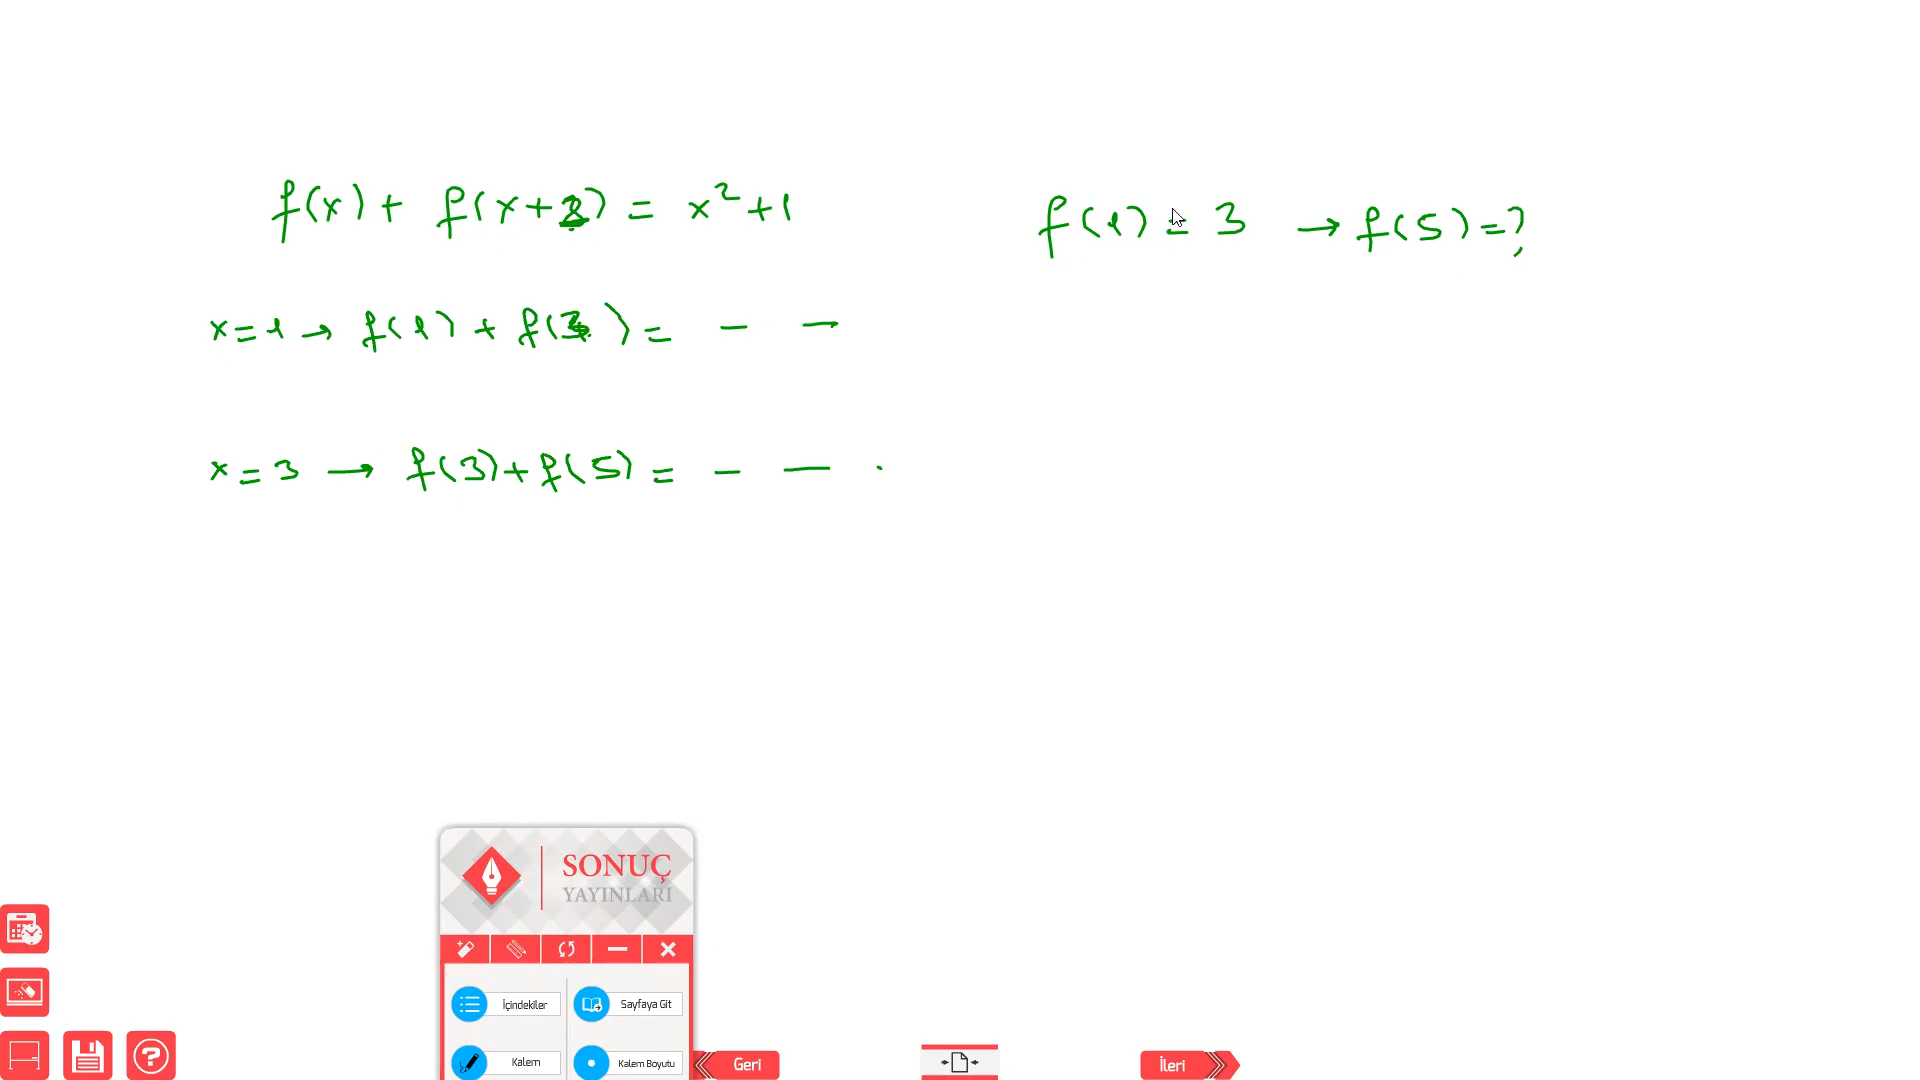 f(x) + f(x+2) = x² + 1
f(1) = 3 → f(5) = ?
x = 1 → f(1) + f(3) = – –
x = 3 → f(3) + f(5) = – – .
SONUÇ
YAYINLARI
İçindekiler
Sayfaya Git
Kalem
Kalem Boyutu
Geri
İleri